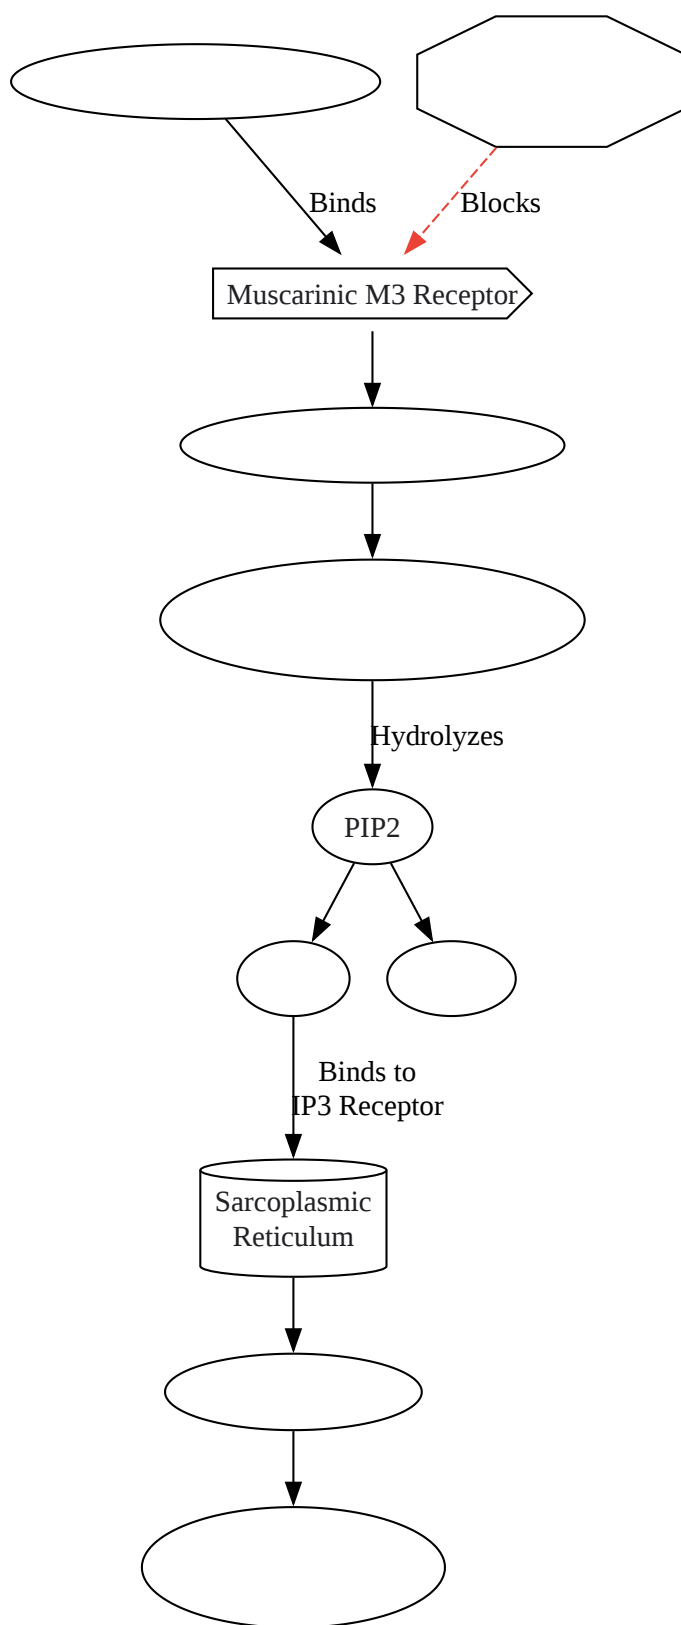 Binds
Blocks
Muscarinic M3 Receptor
Hydrolyzes
PIP2
Binds to
IP3 Receptor
Sarcoplasmic
Reticulum